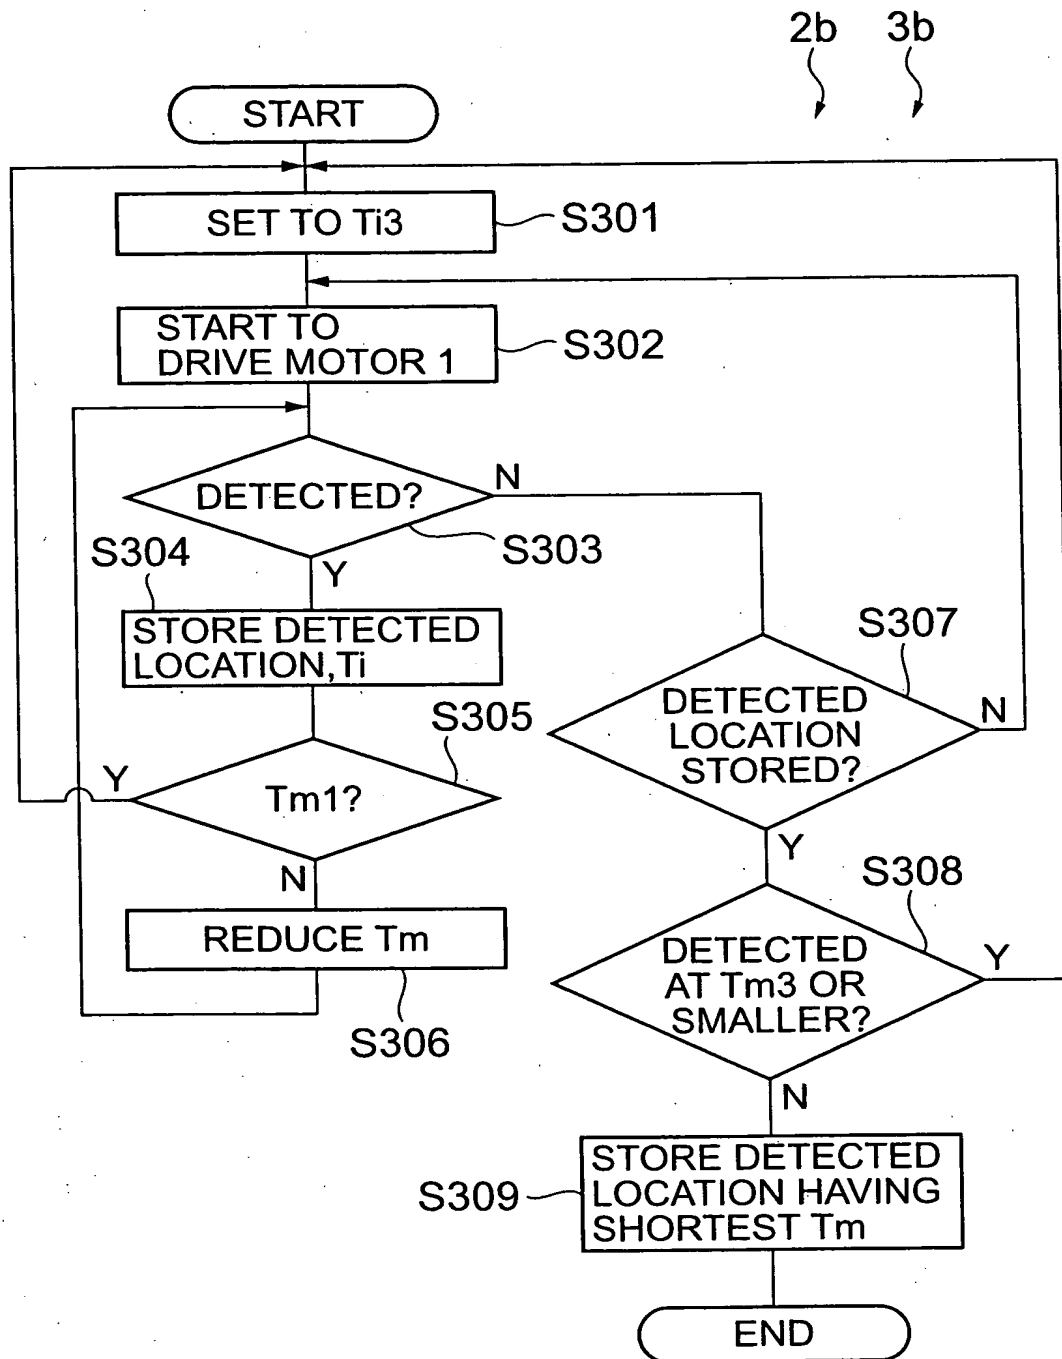 2b 3b
START
SET TO Ti3
S301
START TO
DRIVE MOTOR 1
S302
DETECTED?
N
S303
Y
S304
STORE DETECTED
LOCATION,Ti
S305
Y
Tm1?
N
REDUCE Tm
S306
S307
DETECTED
LOCATION
STORED?
N
Y
S308
DETECTED
AT Tm3 OR
SMALLER?
Y
N
STORE DETECTED
LOCATION HAVING
SHORTEST Tm
S309
END